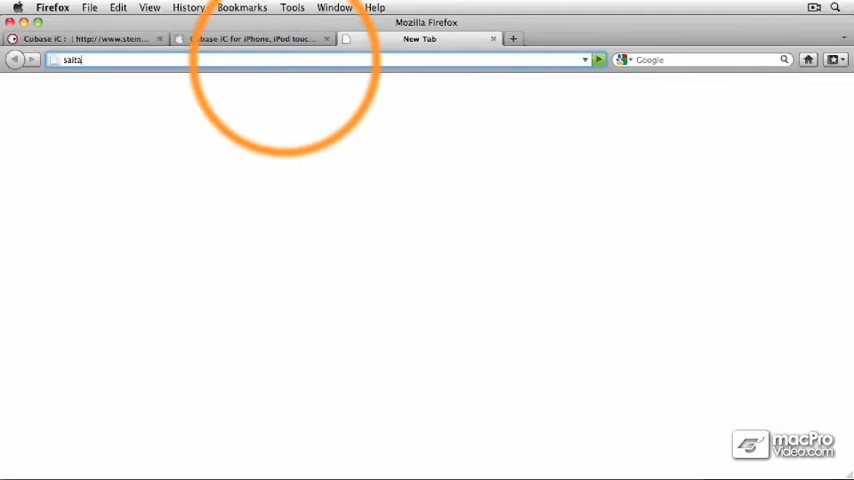 Firefox File Edit View History Bookmarks Tools Window Help
Mozilla Firefox
Cubase iC : | http://www.stein... Cubase iC for iPhone, iPod touc... New Tab
saita
Google
macPro
Video.com